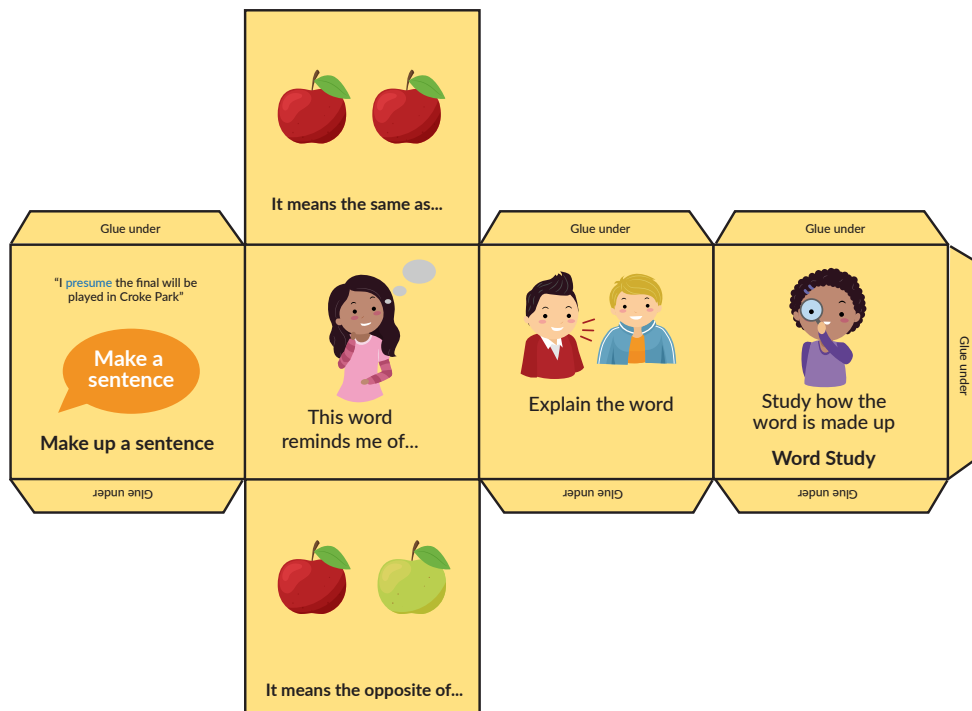 It means the same as...
Glue under
Glue under
Glue under
“I presume the final will be
played in Croke Park”
Make a
sentence
Make up a sentence
This word
reminds me of...
Explain the word
Study how the
word is made up
Word Study
Glue under
Glue under
Glue under
Glue under
It means the opposite of...